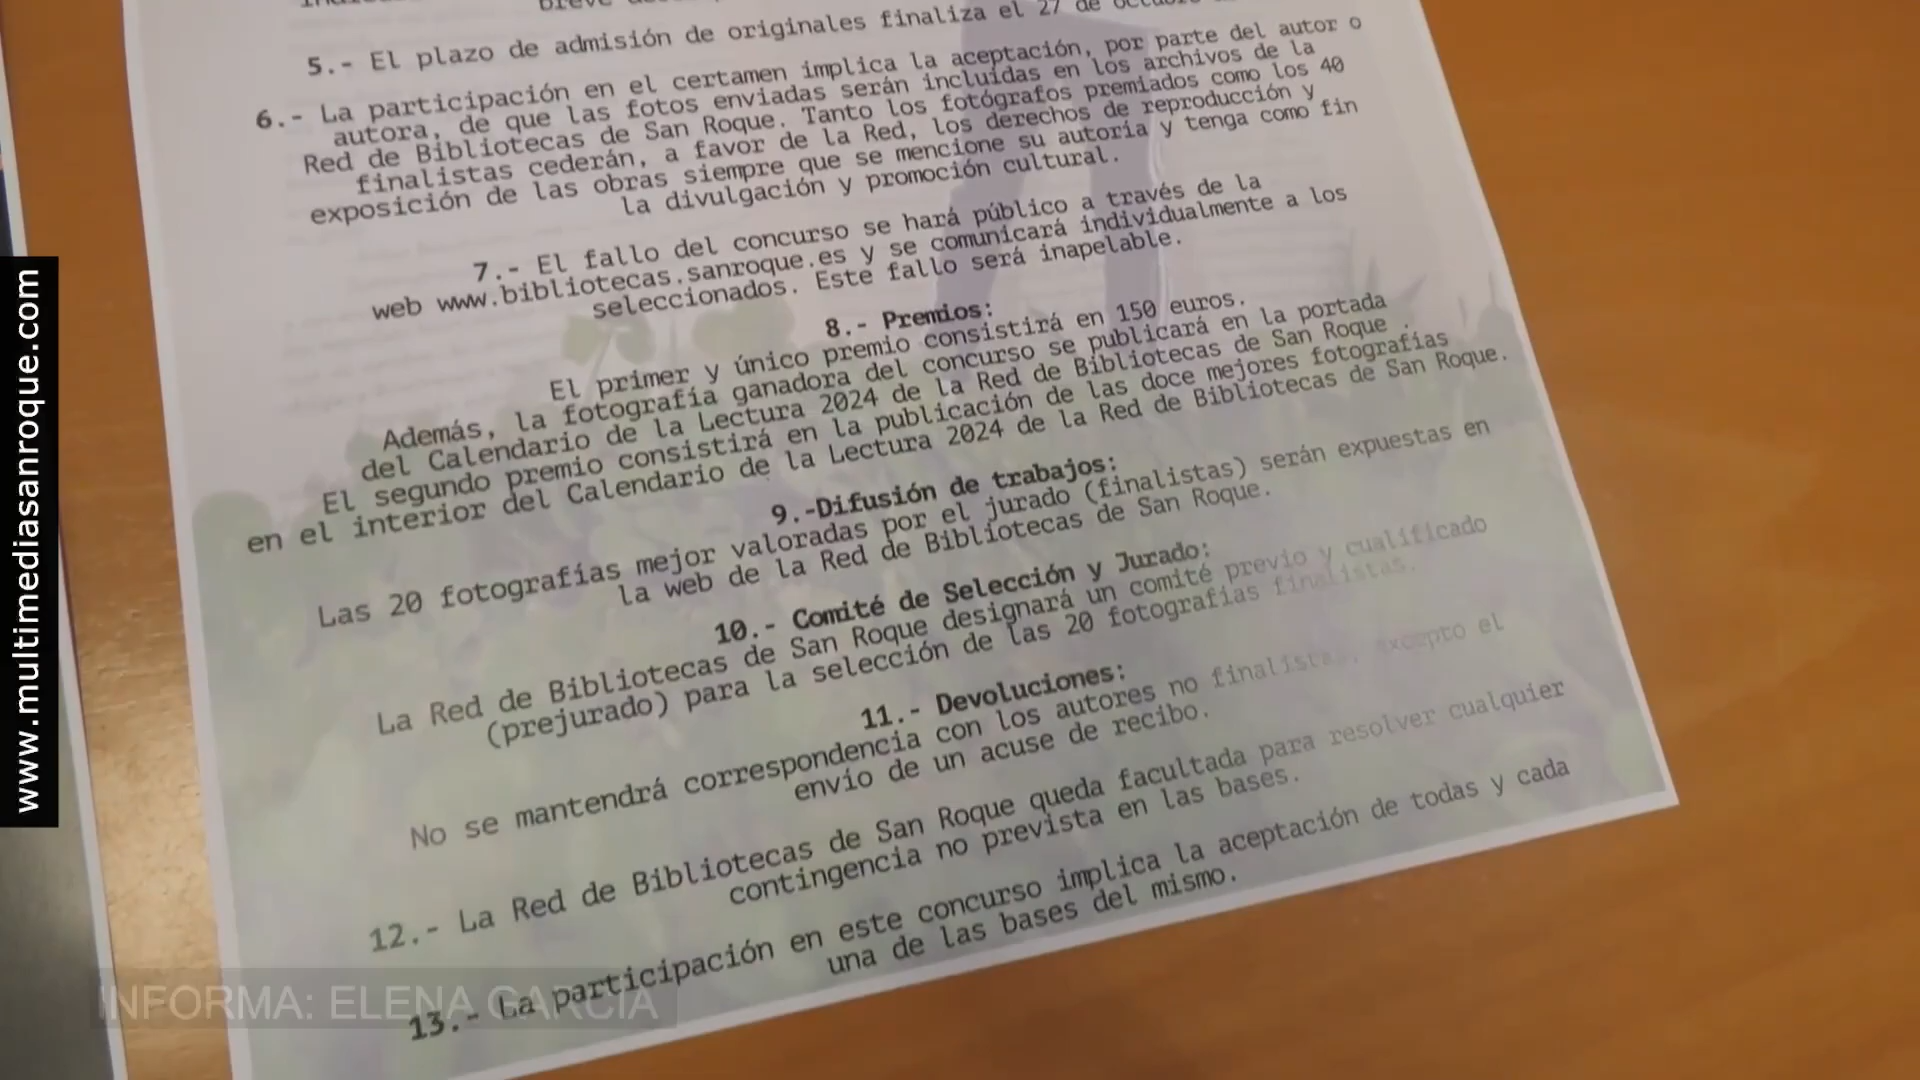 5.- El plazo de admisión de originales finaliza el 27 de
6.- La participación en el certamen implica la aceptación, por parte del autor o
autora, de que las fotos enviadas serán incluidas en los archivos de la
Red de Bibliotecas de San Roque. Tanto los fotógrafos premiados como los 40
finalistas cederán, a favor de la Red, los derechos de reproducción y
exposición de las obras siempre que se mencione su autoría y tenga como fin
la divulgación y promoción cultural.
7.- El fallo del concurso se hará público a través de la
web www.bibliotecas.sanroque.es y se comunicará individualmente a los
seleccionados. Este fallo será inapelable.
8.- Premios:
El primer y único premio consistirá en 150 euros.
Además, la fotografía ganadora del concurso se publicará en la portada
del Calendario de la Lectura 2024 de la Red de Bibliotecas de San Roque .
El segundo premio consistirá en la publicación de las doce mejores fotografías
en el interior del Calendario de la Lectura 2024 de la Red de Bibliotecas de San Roque.
9.-Difusión de trabajos:
Las 20 fotografías mejor valoradas por el jurado (finalistas) serán expuestas en
la web de la Red de Bibliotecas de San Roque.
10.- Comité de Selección y Jurado:
La Red de Bibliotecas de San Roque designará un comité previo y cualificado
(prejurado) para la selección de las 20 fotografías finalistas.
11.- Devoluciones:
No se mantendrá correspondencia con los autores no finalistas, excepto el
envío de un acuse de recibo.
12.- La Red de Bibliotecas de San Roque queda facultada para resolver cualquier
contingencia no prevista en las bases.
13.- La participación en este concurso implica la aceptación de todas y cada
una de las bases del mismo.
www.multimediasanroque.com
INFORMA: ELENA GARCÍA